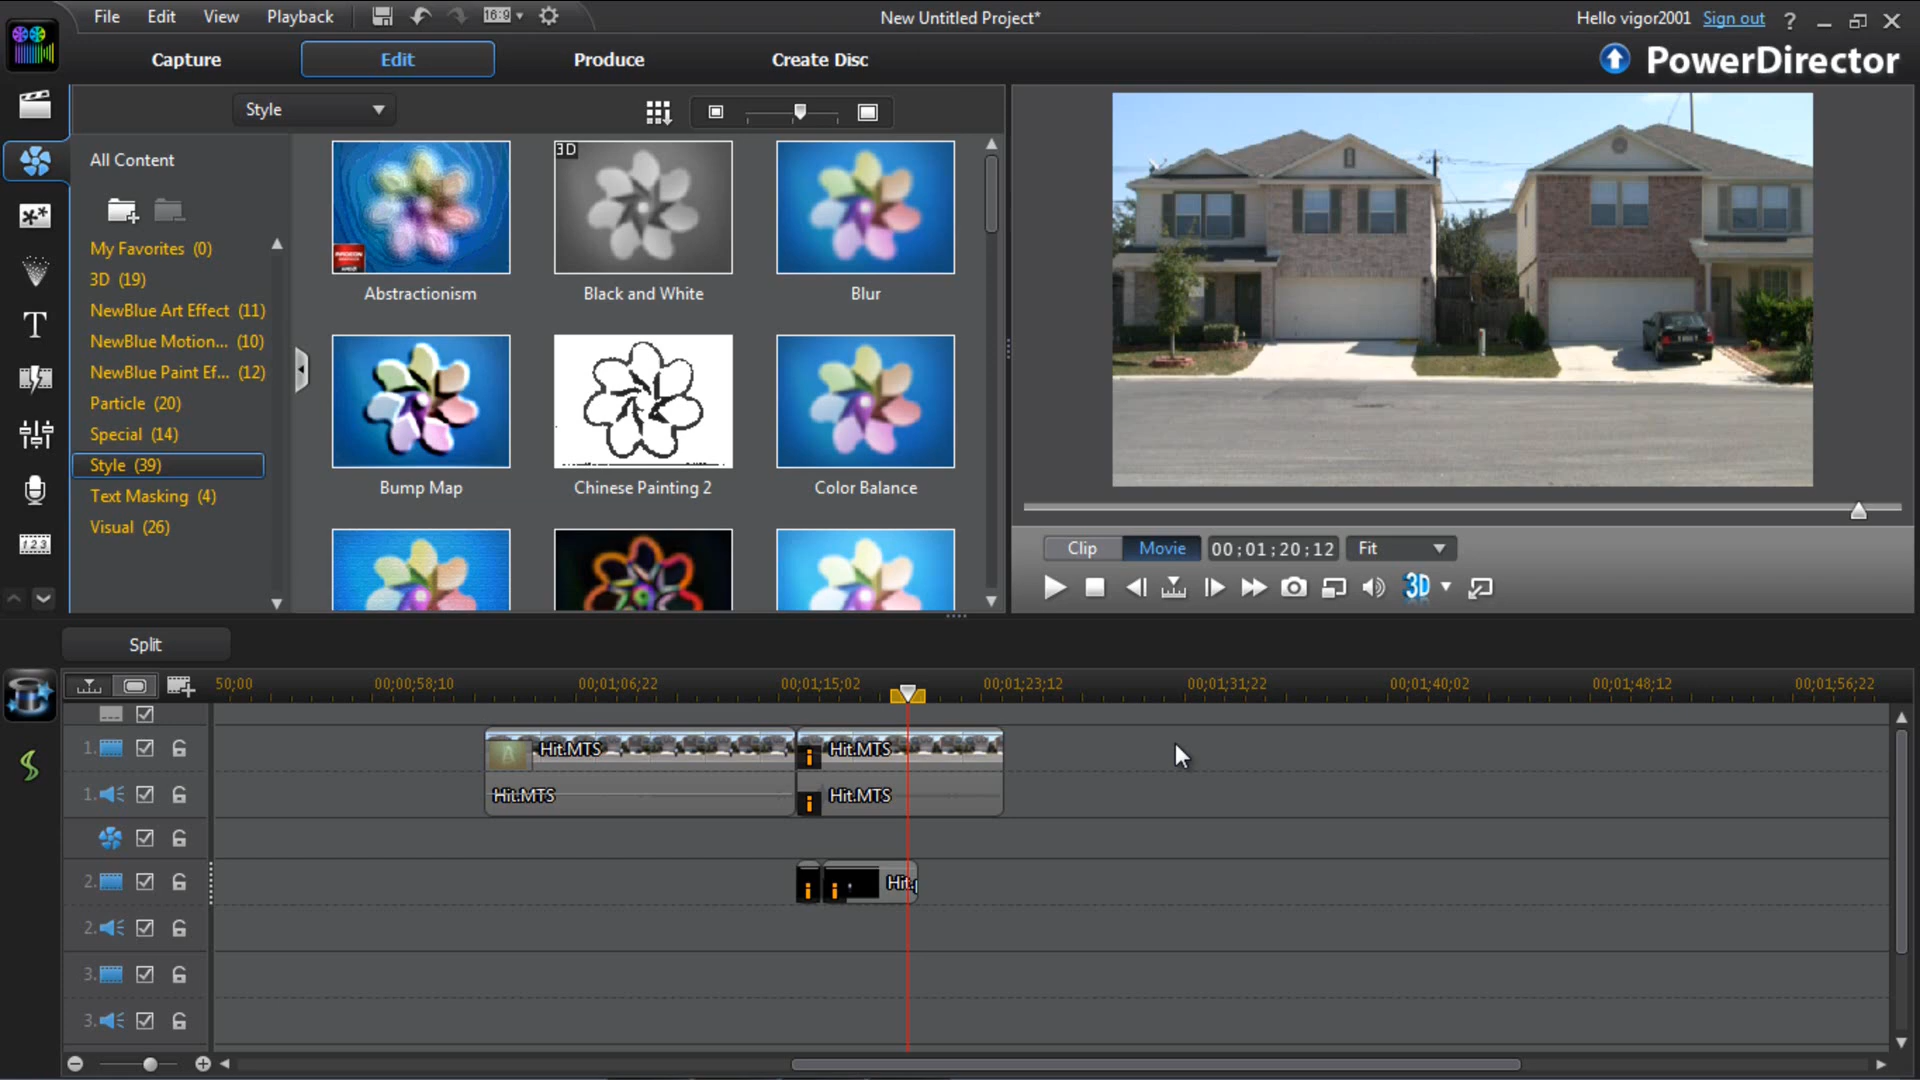 File Edit View Playback 16:9 New Untitled Project* Hello vigor2001 Sign out ?
Capture Edit Produce Create Disc PowerDirector
Style
All Content
My Favorites (0)
3D (19)
NewBlue Art Effect (11)
NewBlue Motion... (10)
NewBlue Paint Ef... (12)
Particle (20)
Special (14)
Style (39)
Text Masking (4)
Visual (26)
RADEON
AMD
3D
Abstractionism Black and White Blur
Bump Map Chinese Painting 2 Color Balance
Clip Movie 00;01;20;12 Fit
3D
Split
50;00 00;00;58;10 00;01;06;22 00;01;15;02 00;01;23;12 00;01;31;22 00;01;40;02 00;01;48;12 00;01;56;22
1. Hit.MTS i Hit.MTS
1. Hit.MTS i Hit.MTS
2. i i Hit.
2.
3.
3.
T
1 2 3